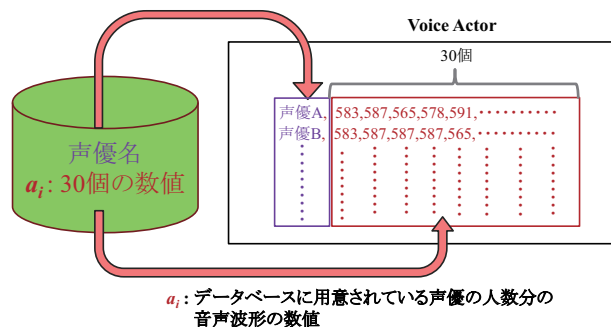 Voice Actor
30個
声優A, 583,587,565,578,591,・・・・・・・・・・
声優B, 583,587,587,587,565,・・・・・・・・・・
声優名
a_i : 30個の数値
a_i : データベースに用意されている声優の人数分の
音声波形の数値